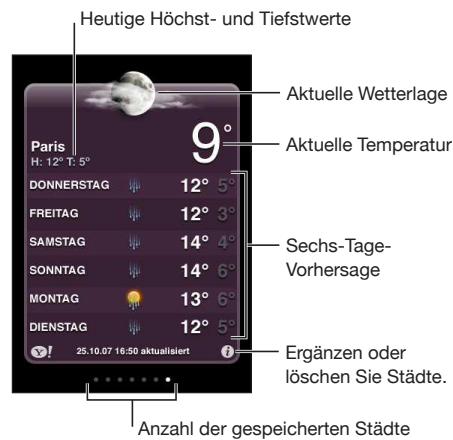 Heutige Höchst- und Tiefstwerte
Aktuelle Wetterlage
Aktuelle Temperatur
9°
Paris
H: 12° T: 5°
DONNERSTAG 12° 5°
FREITAG 12° 3°
SAMSTAG 14° 4°
SONNTAG 14° 6°
MONTAG 13° 6°
DIENSTAG 12° 5°
Sechs-Tage-
Vorhersage
Y! 25.10.07 16:50 aktualisiert i
Ergänzen oder
löschen Sie Städte.
Anzahl der gespeicherten Städte